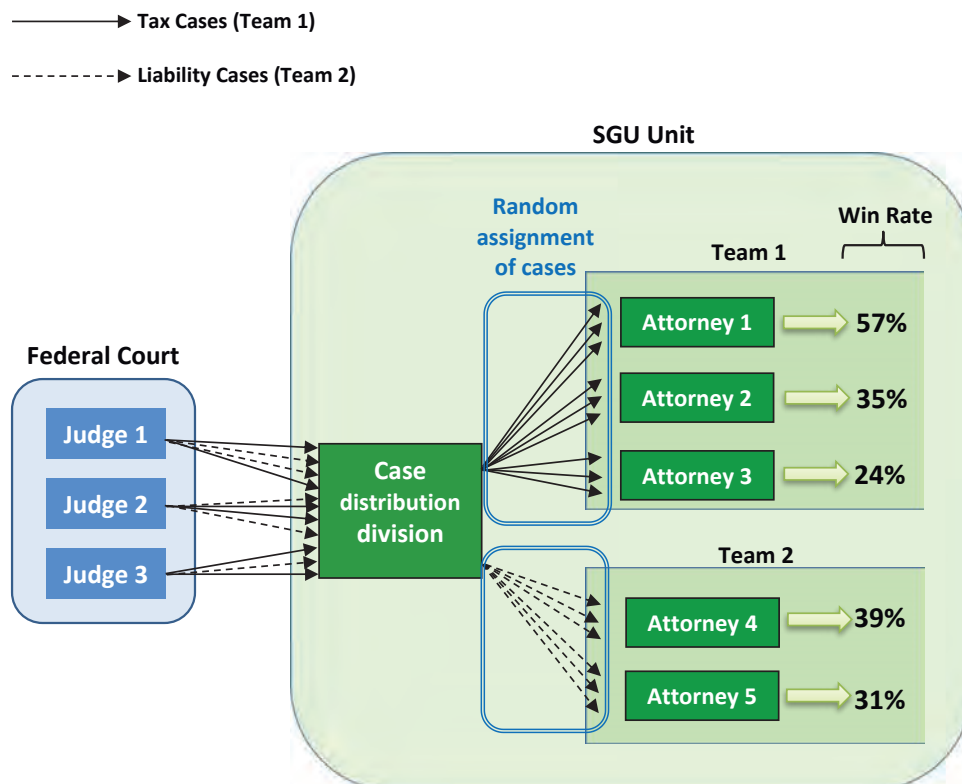 Tax Cases (Team 1)
Liability Cases (Team 2)
SGU Unit
Random
assignment
of cases
Win Rate
Team 1
Attorney 1
57%
Federal Court
Attorney 2
35%
Judge 1
Case
distribution
division
Attorney 3
24%
Judge 2
Judge 3
Team 2
Attorney 4
39%
Attorney 5
31%